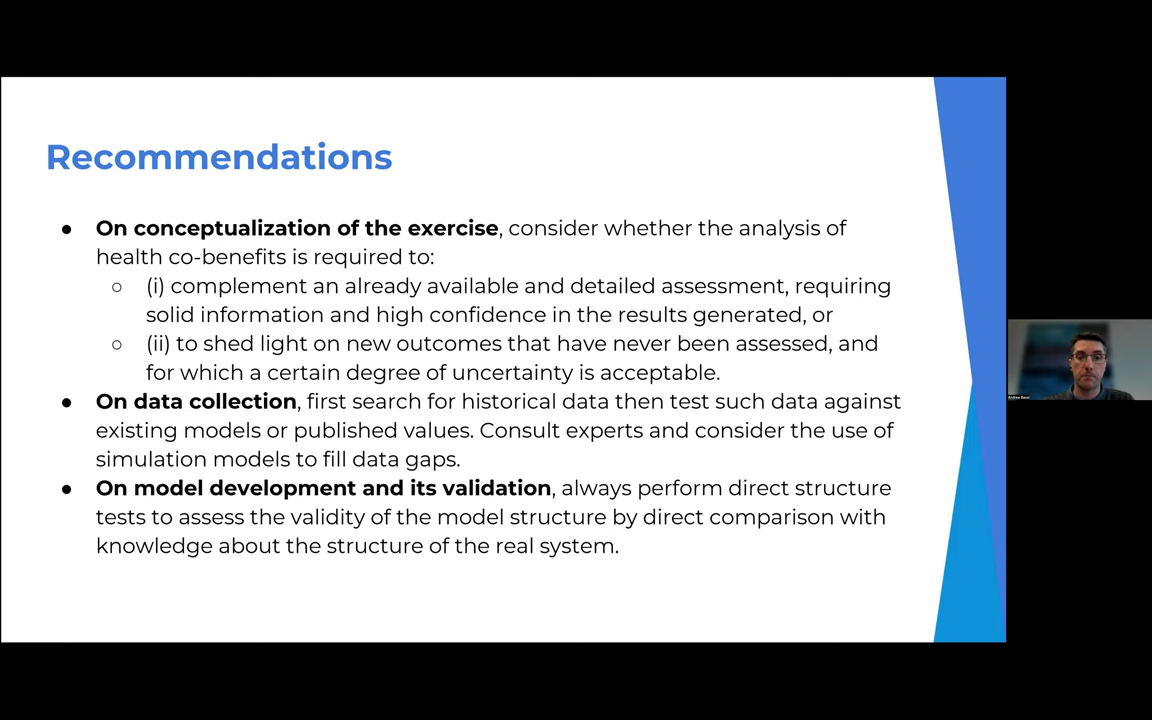 Recommendations
● On conceptualization of the exercise, consider whether the analysis of
health co-benefits is required to:
○ (i) complement an already available and detailed assessment, requiring
solid information and high confidence in the results generated, or
○ (ii) to shed light on new outcomes that have never been assessed, and
for which a certain degree of uncertainty is acceptable.
● On data collection, first search for historical data then test such data against
existing models or published values. Consult experts and consider the use of
simulation models to fill data gaps.
● On model development and its validation, always perform direct structure
tests to assess the validity of the model structure by direct comparison with
knowledge about the structure of the real system.